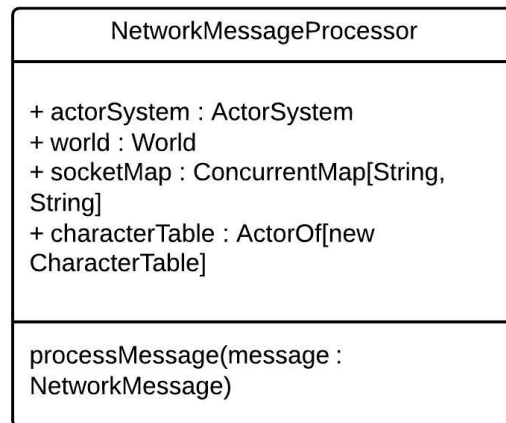 NetworkMessageProcessor
+ actorSystem : ActorSystem
+ world : World
+ socketMap : ConcurrentMap[String,
String]
+ characterTable : ActorOf[new
CharacterTable]
processMessage(message :
NetworkMessage)